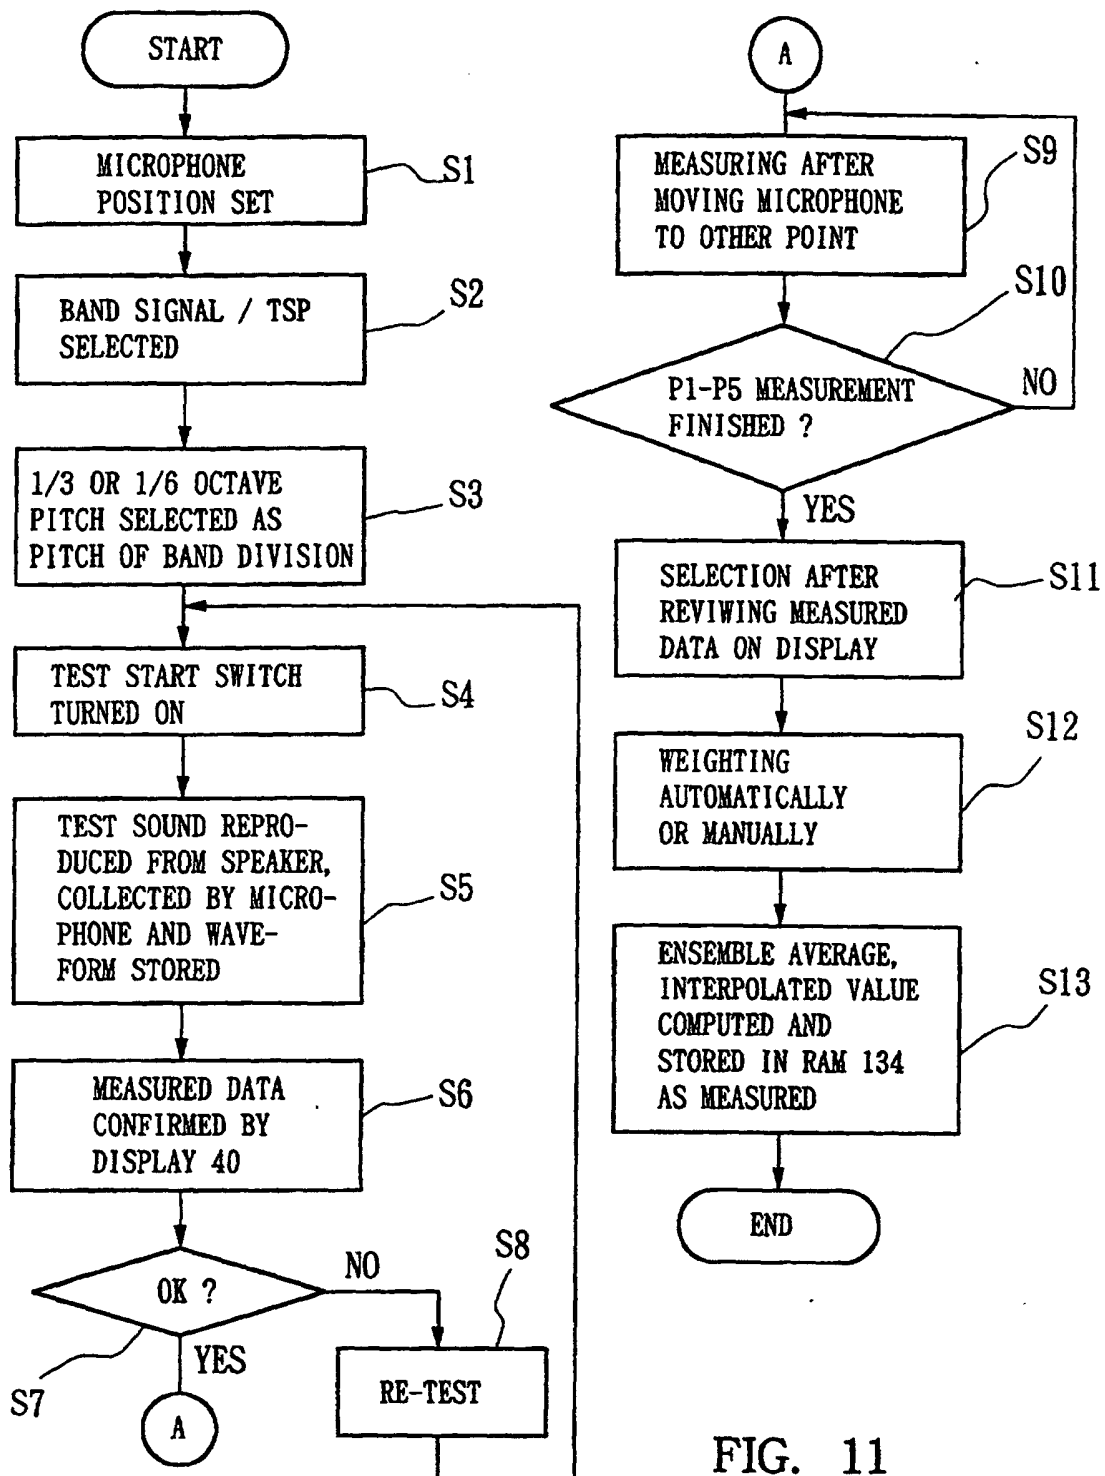 START
MICROPHONE
POSITION SET
S1
BAND SIGNAL / TSP
SELECTED
S2
1/3 OR 1/6 OCTAVE
PITCH SELECTED AS
PITCH OF BAND DIVISION
S3
TEST START SWITCH
TURNED ON
S4
TEST SOUND REPRO-
DUCED FROM SPEAKER,
COLLECTED BY MICRO-
PHONE AND WAVE-
FORM STORED
S5
MEASURED DATA
CONFIRMED BY
DISPLAY 40
S6
OK ?
NO
YES
S7
A
S8
RE-TEST
A
MEASURING AFTER
MOVING MICROPHONE
TO OTHER POINT
S9
S10
P1-P5 MEASUREMENT
FINISHED ?
NO
YES
SELECTION AFTER
REVIWING MEASURED
DATA ON DISPLAY
S11
WEIGHTING
AUTOMATICALLY
OR MANUALLY
S12
ENSEMBLE AVERAGE,
INTERPOLATED VALUE
COMPUTED AND
STORED IN RAM 134
AS MEASURED
S13
END
FIG. 11